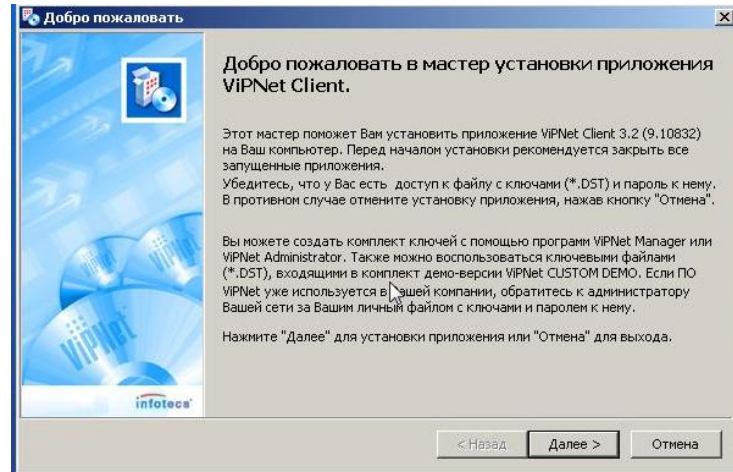 Добро пожаловать
Добро пожаловать в мастер установки приложения
ViPNet Client.
Этот мастер поможет Вам установить приложение ViPNet Client 3.2 (9.10832)
на Ваш компьютер. Перед началом установки рекомендуется закрыть все
запущенные приложения.
Убедитесь, что у Вас есть доступ к файлу с ключами (*.DST) и пароль к нему.
В противном случае отмените установку приложения, нажав кнопку "Отмена".
Вы можете создать комплект ключей с помощью программ ViPNet Manager или
ViPNet Administrator. Также можно воспользоваться ключевыми файлами
(*.DST), входящими в комплект демо-версии ViPNet CUSTOM DEMO. Если ПО
ViPNet уже используется в Вашей компании, обратитесь к администратору
Вашей сети за Вашим личным файлом с ключами и паролем к нему.
Нажмите "Далее" для установки приложения или "Отмена" для выхода.
ViPNet
infotecs
< Назад Далее > Отмена